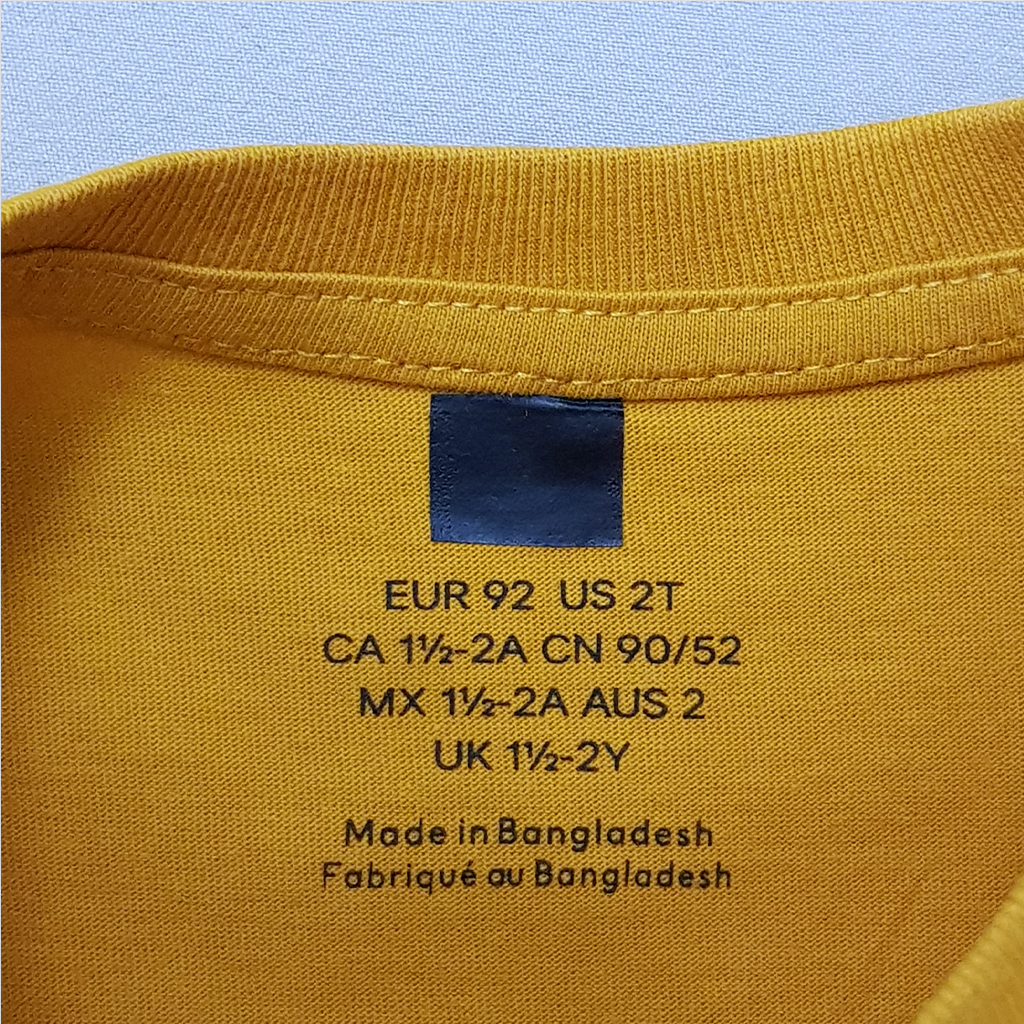 EUR 92 US 2T
CA 1½-2A CN 90/52
MX 1½-2A AUS 2
UK 1½-2Y
Made in Bangladesh
Fabriqué au Bangladesh